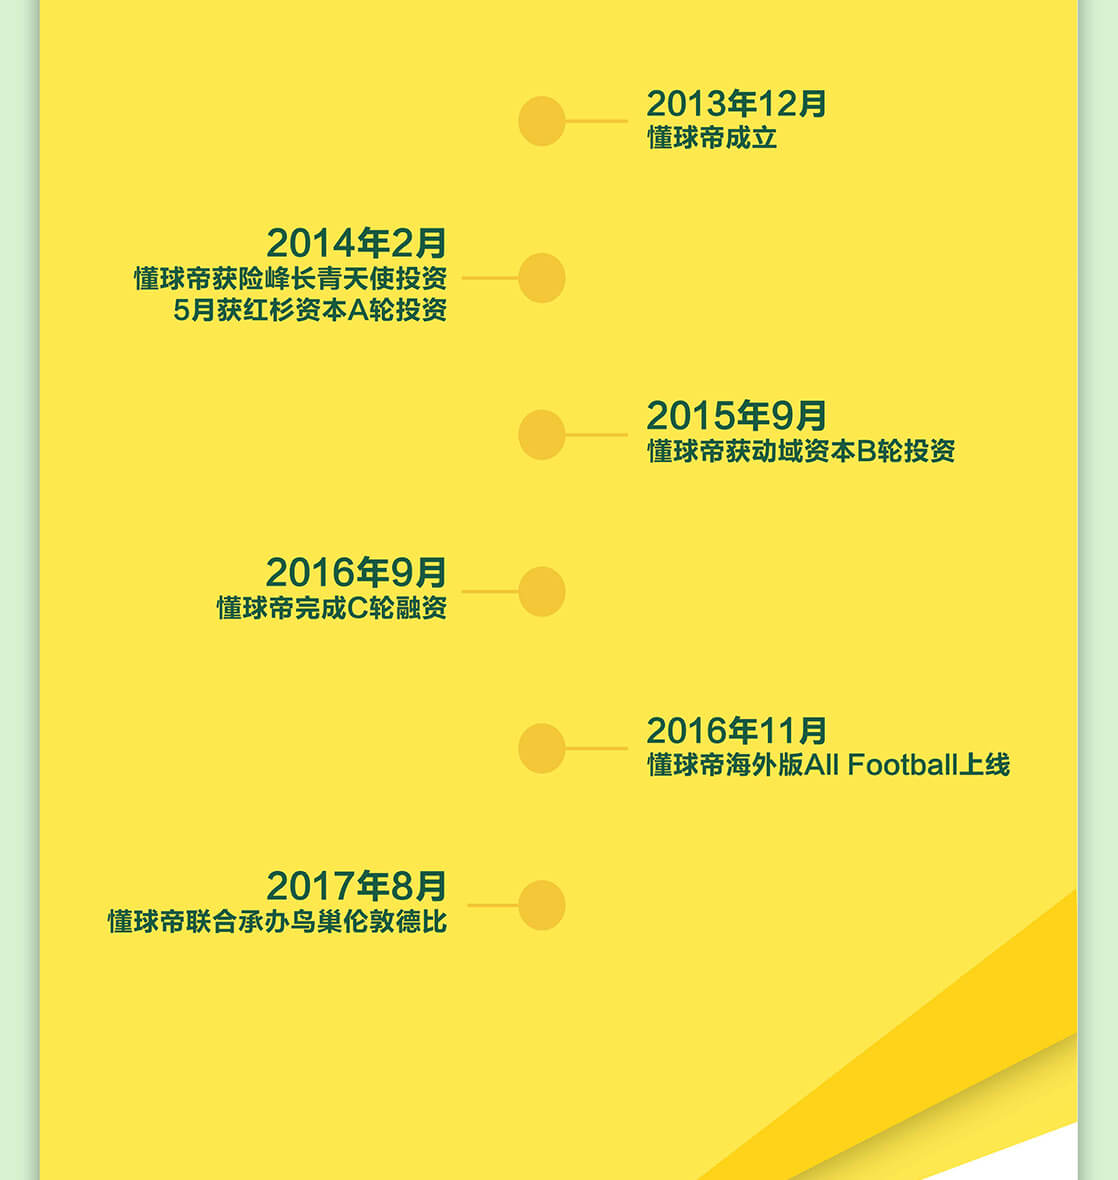 2013年12月
懂球帝成立
2014年2月
懂球帝获险峰长青天使投资
5月获红杉资本A轮投资
2015年9月
懂球帝获动域资本B轮投资
2016年9月
懂球帝完成C轮融资
2016年11月
懂球帝海外版All Football上线
2017年8月
懂球帝联合承办鸟巢伦敦德比